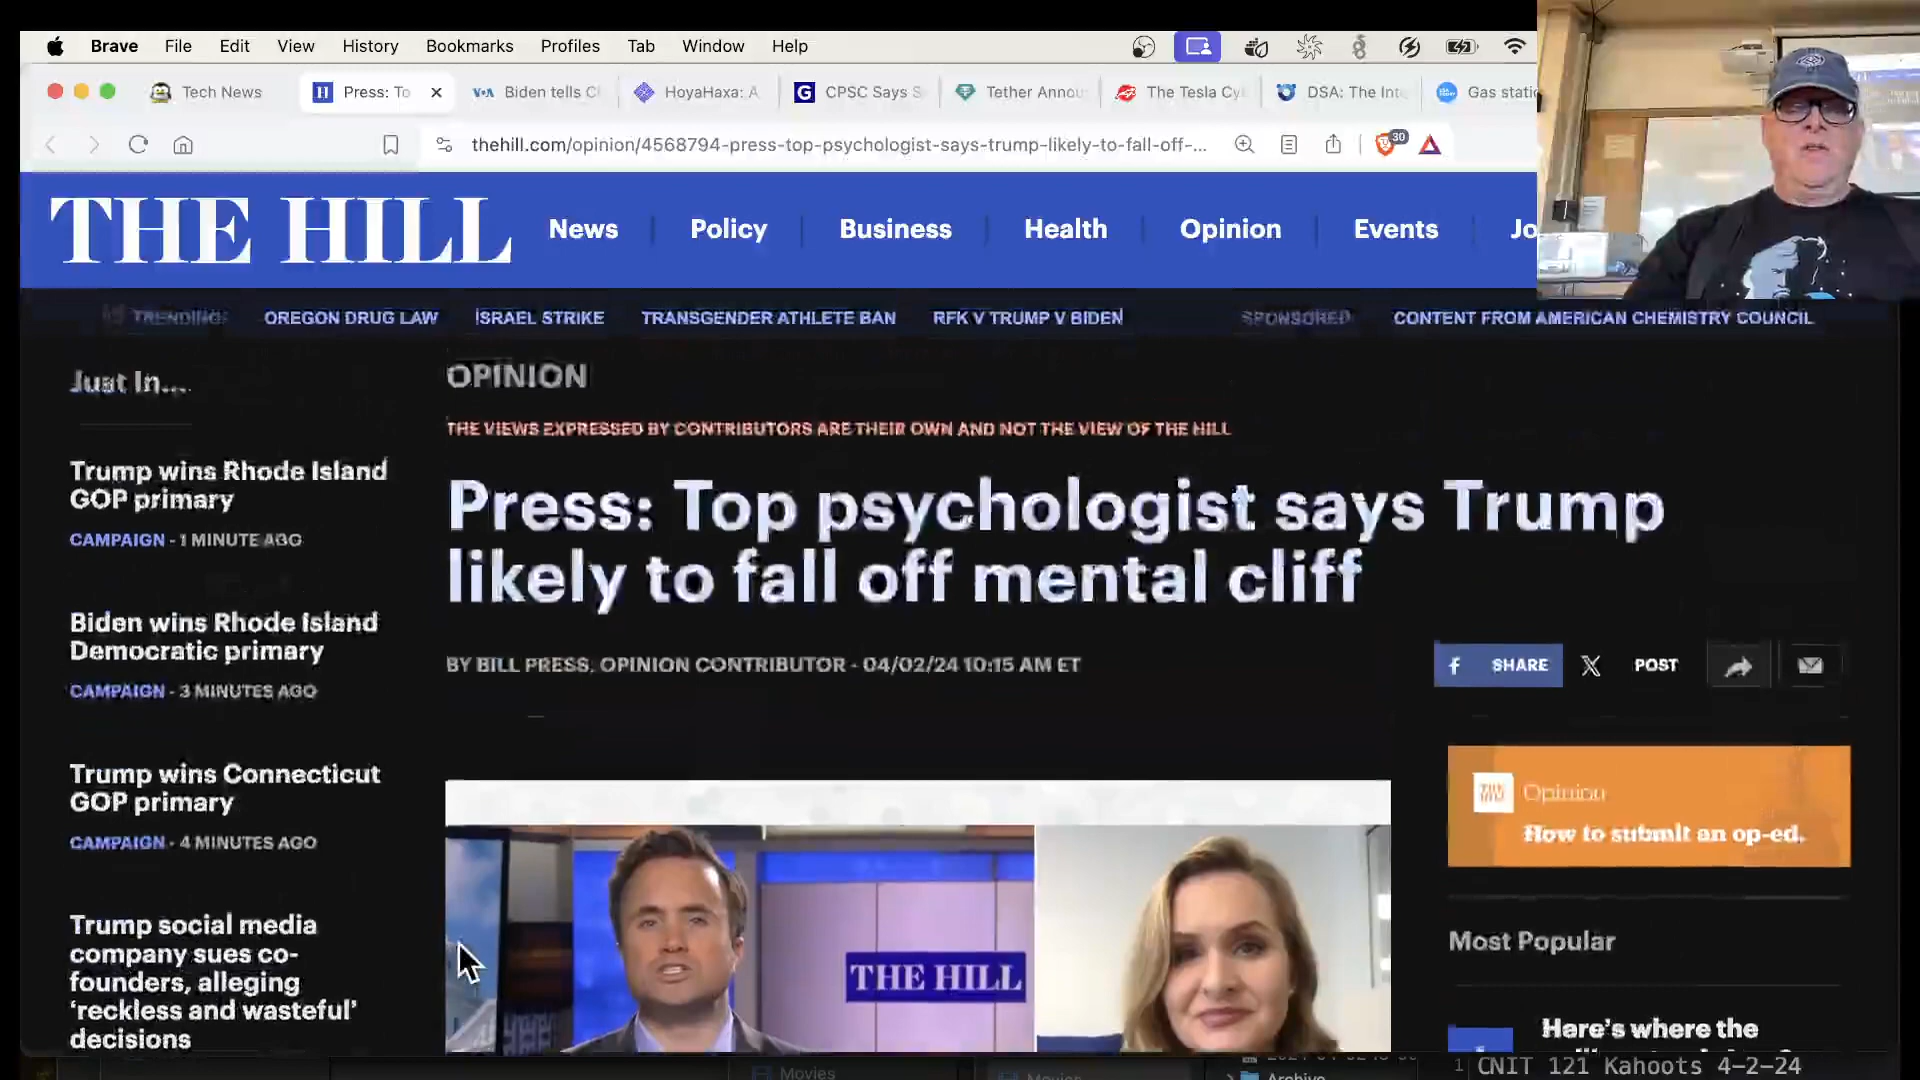 Brave File Edit View History Bookmarks Profiles Tab Window Help
Tech News Press: To Biden tells C HoyaHaxa: A CPSC Says S Tether Annou The Tesla Cy DSA: The Inte Gas stati
thehill.com/opinion/4568794-press-top-psychologist-says-trump-likely-to-fall-off-... 30
THE HILL News Policy Business Health Opinion Events Jo
TRENDING: OREGON DRUG LAW ISRAEL STRIKE TRANSGENDER ATHLETE BAN RFK V TRUMP V BIDEN SPONSORED: CONTENT FROM AMERICAN CHEMISTRY COUNCIL
Just In...
Trump wins Rhode Island
GOP primary
CAMPAIGN - 1 MINUTE AGO
Biden wins Rhode Island
Democratic primary
CAMPAIGN - 3 MINUTES AGO
Trump wins Connecticut
GOP primary
CAMPAIGN - 4 MINUTES AGO
Trump social media
company sues co-
founders, alleging
‘reckless and wasteful’
decisions
OPINION
THE VIEWS EXPRESSED BY CONTRIBUTORS ARE THEIR OWN AND NOT THE VIEW OF THE HILL
Press: Top psychologist says Trump
likely to fall off mental cliff
BY BILL PRESS, OPINION CONTRIBUTOR - 04/02/24 10:15 AM ET
SHARE POST
THE HILL
THE HILL Opinion
How to submit an op-ed.
Most Popular
Here’s where the
Movies
Movies
Archive
1 CNIT 121 Kahoots 4-2-24